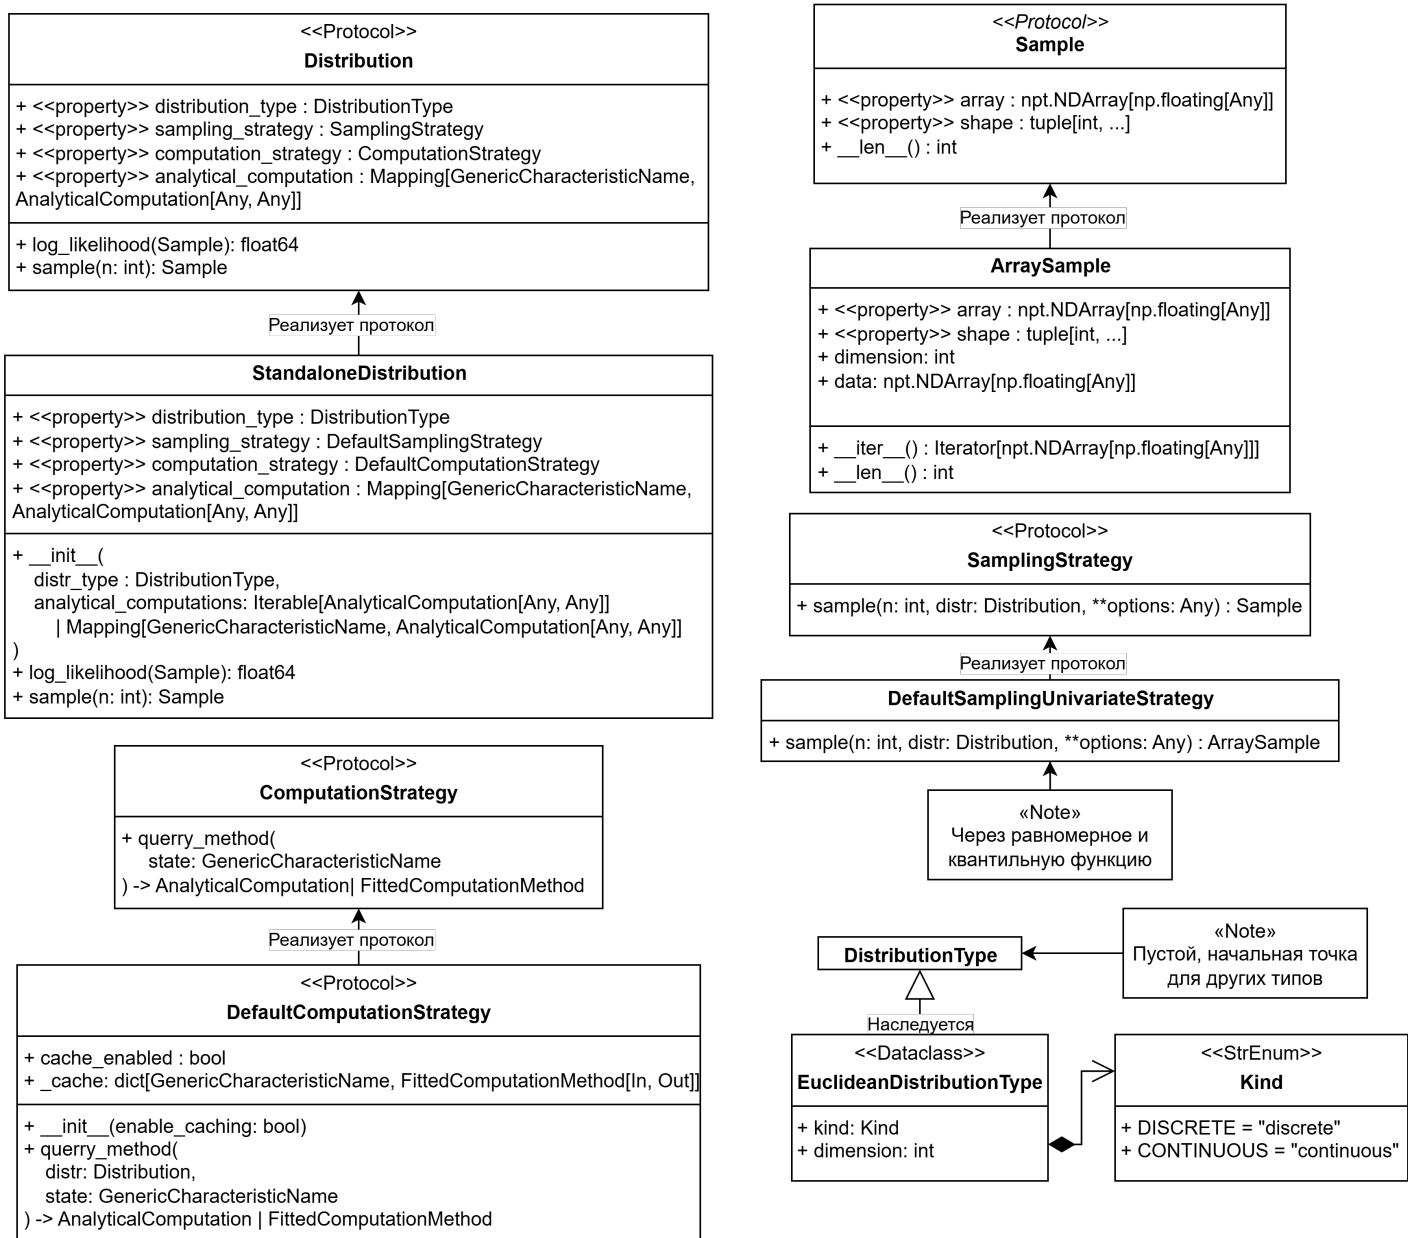 <<Protocol>>
Distribution
+ <<property>> distribution_type : DistributionType
+ <<property>> sampling_strategy : SamplingStrategy
+ <<property>> computation_strategy : ComputationStrategy
+ <<property>> analytical_computation : Mapping[GenericCharacteristicName,
AnalyticalComputation[Any, Any]]
+ log_likelihood(Sample): float64
+ sample(n: int): Sample
Реализует протокол
StandaloneDistribution
+ <<property>> distribution_type : DistributionType
+ <<property>> sampling_strategy : DefaultSamplingStrategy
+ <<property>> computation_strategy : DefaultComputationStrategy
+ <<property>> analytical_computation : Mapping[GenericCharacteristicName,
AnalyticalComputation[Any, Any]]
+ __init__(
distr_type : DistributionType,
analytical_computations: Iterable[AnalyticalComputation[Any, Any]]
| Mapping[GenericCharacteristicName, AnalyticalComputation[Any, Any]]
)
+ log_likelihood(Sample): float64
+ sample(n: int): Sample
<<Protocol>>
ComputationStrategy
+ querry_method(
state: GenericCharacteristicName
) -> AnalyticalComputation| FittedComputationMethod
Реализует протокол
<<Protocol>>
DefaultComputationStrategy
+ cache_enabled : bool
+ _cache: dict[GenericCharacteristicName, FittedComputationMethod[In, Out]]
+ __init__(enable_caching: bool)
+ querry_method(
distr: Distribution,
state: GenericCharacteristicName
) -> AnalyticalComputation | FittedComputationMethod
<<Protocol>>
Sample
+ <<property>> array : npt.NDArray[np.floating[Any]]
+ <<property>> shape : tuple[int, ...]
+ __len__() : int
Реализует протокол
ArraySample
+ <<property>> array : npt.NDArray[np.floating[Any]]
+ <<property>> shape : tuple[int, ...]
+ dimension: int
+ data: npt.NDArray[np.floating[Any]]
+ __iter__() : Iterator[npt.NDArray[np.floating[Any]]]
+ __len__() : int
<<Protocol>>
SamplingStrategy
+ sample(n: int, distr: Distribution, **options: Any) : Sample
Реализует протокол
DefaultSamplingUnivariateStrategy
+ sample(n: int, distr: Distribution, **options: Any) : ArraySample
«Note»
Через равномерное и
квантильную функцию
DistributionType
«Note»
Пустой, начальная точка
для других типов
Наследуется
<<Dataclass>>
EuclideanDistributionType
+ kind: Kind
+ dimension: int
<<StrEnum>>
Kind
+ DISCRETE = "discrete"
+ CONTINUOUS = "continuous"